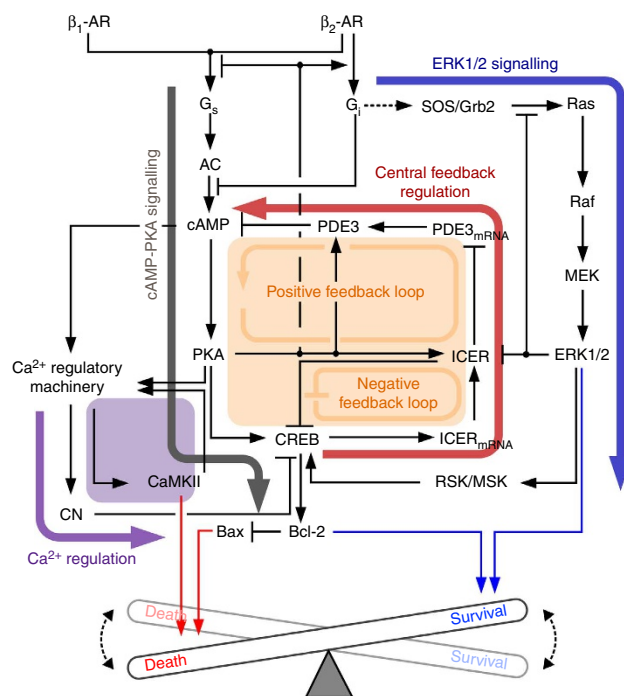 β1-AR
β2-AR
ERK1/2 signalling
Gs
Gi
SOS/Grb2
Ras
cAMP-PKA signalling
AC
Central feedback
regulation
Raf
cAMP
PDE3
PDE3mRNA
MEK
Positive feedback loop
PKA
ICER
ERK1/2
Ca2+ regulatory
machinery
Negative
feedback loop
CREB
ICERmRNA
CaMKII
RSK/MSK
CN
Bax
Bcl-2
Ca2+ regulation
Death
Survival
Death
Survival